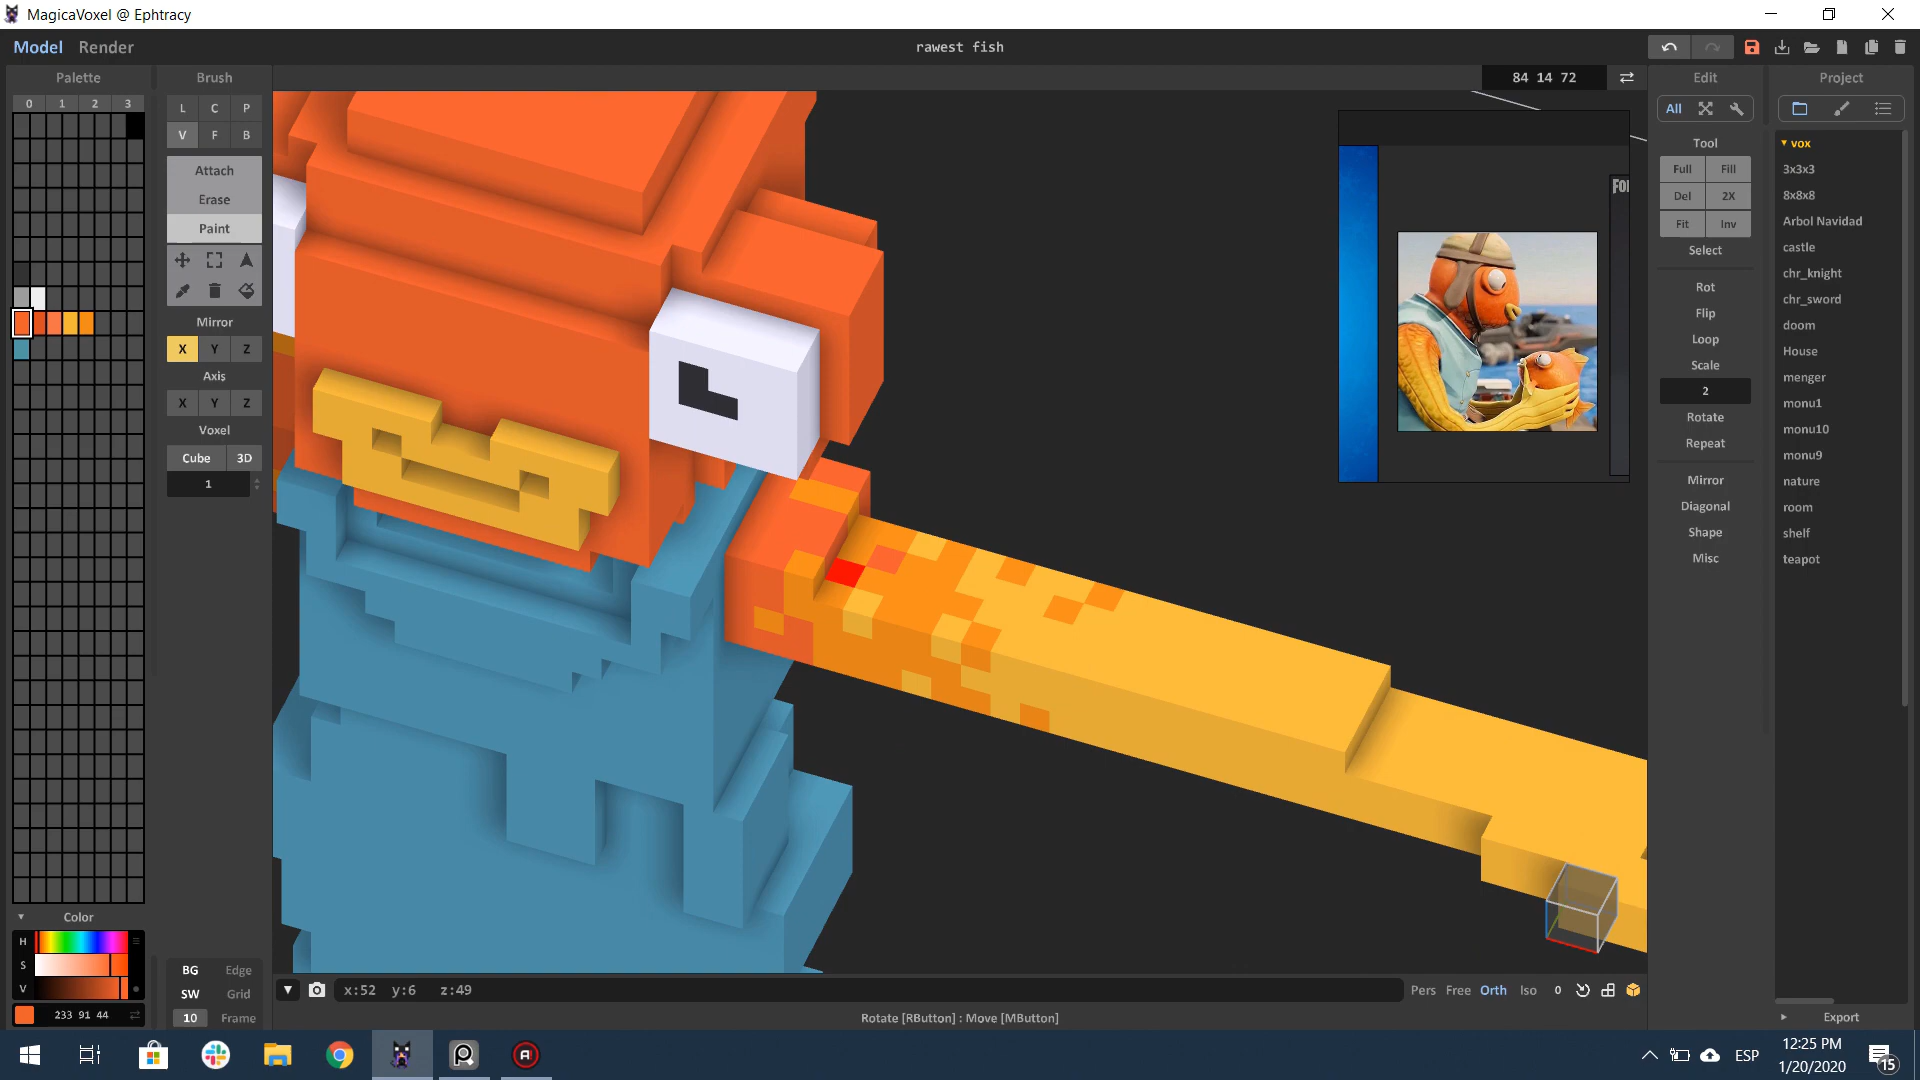 MagicaVoxel @ Ephtracy
Model Render
rawest fish
Palette
Brush
84 14 72
Edit
Project
0 1 2 3
L C P
V F B
Attach
Erase
Paint
Mirror
X Y Z
Axis
X Y Z
Voxel
Cube 3D
1
All
Tool
Full Fill
Del 2X
Fit Inv
Select
Rot
Flip
Loop
Scale
2
Rotate
Repeat
Mirror
Diagonal
Shape
Misc
vox
3x3x3
8x8x8
Arbol Navidad
castle
chr_knight
chr_sword
doom
House
menger
monu1
monu10
monu9
nature
room
shelf
teapot
Color
H
S
V
233 91 44
BG Edge
SW Grid
10 Frame
x:52 y:6 z:49
Pers Free Orth Iso 0
Rotate [RButton] : Move [MButton]
Export
ESP
12:25 PM
1/20/2020
15